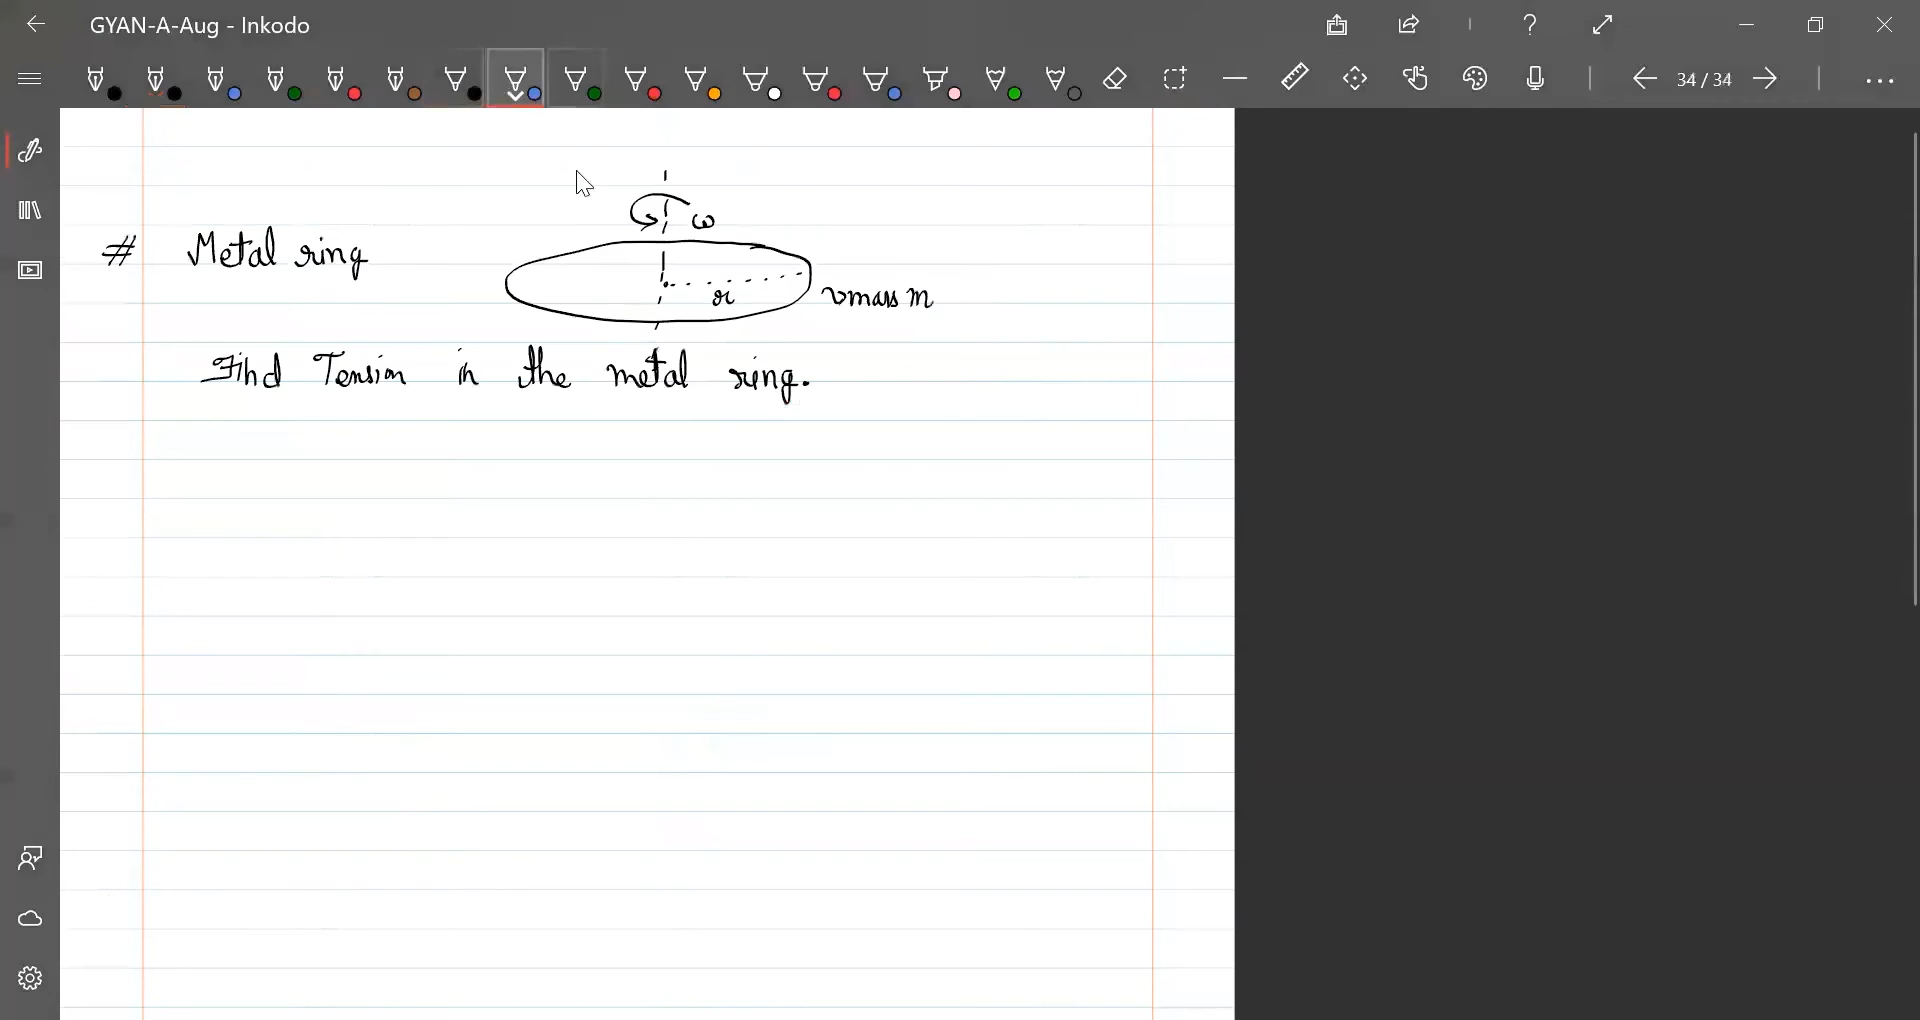 GYAN-A-Aug - Inkodo
34 / 34
ω
# Metal ring
r
mass m
Find Tension in the metal ring.